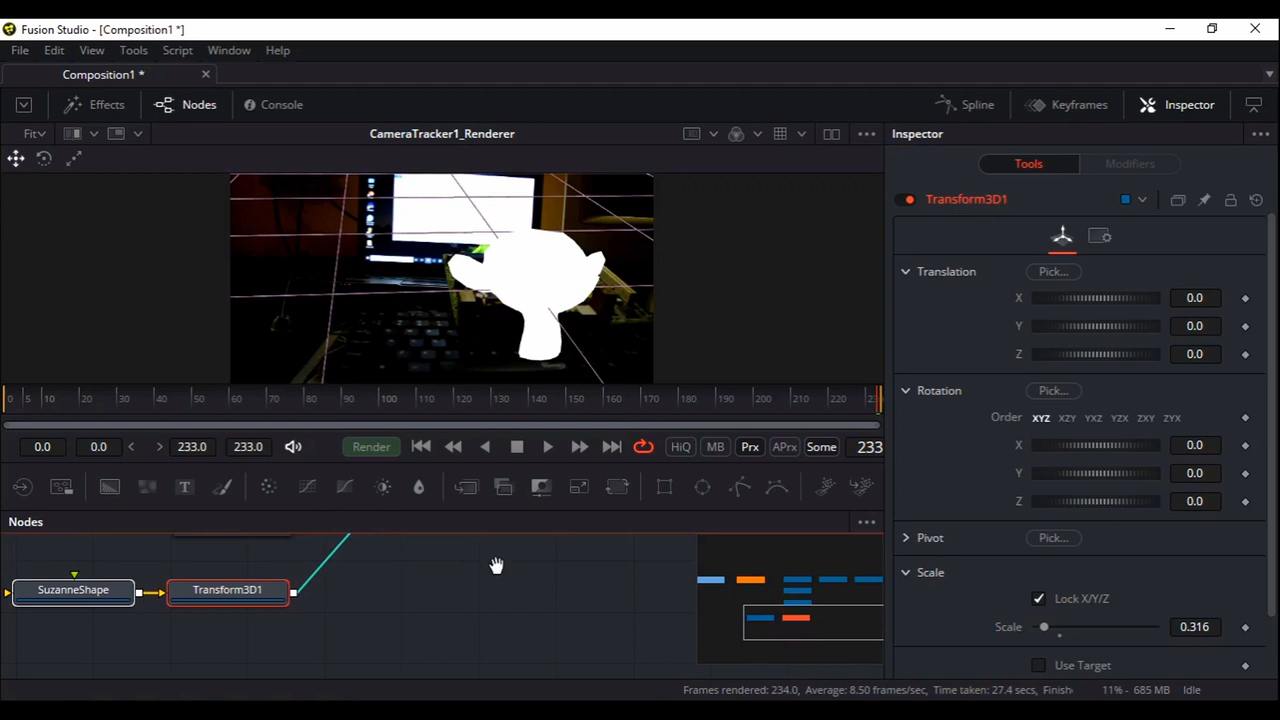 Fusion Studio - [Composition1 *]
File Edit View Tools Script Window Help
Composition1 *
Effects Nodes Console Spline Keyframes Inspector
Fit CameraTracker1_Renderer Inspector
Tools Modifiers
Transform3D1
Translation Pick...
X 0.0
Y 0.0
Z 0.0
Rotation Pick...
Order XYZ XZY YXZ YZX ZXY ZYX
X 0.0
Y 0.0
Z 0.0
Pivot Pick...
Scale
Lock X/Y/Z
Scale 0.316
Use Target
0 5 10 20 30 40 50 60 70 80 90 100 110 120 130 140 150 160 170 180 190 200 210 220
0.0 0.0 < > 233.0 233.0 Render HiQ MB Prx APrx Some 233
Nodes
SuzanneShape Transform3D1
Frames rendered: 234.0, Average: 8.50 frames/sec, Time taken: 27.4 secs, Finish 11% - 685 MB Idle